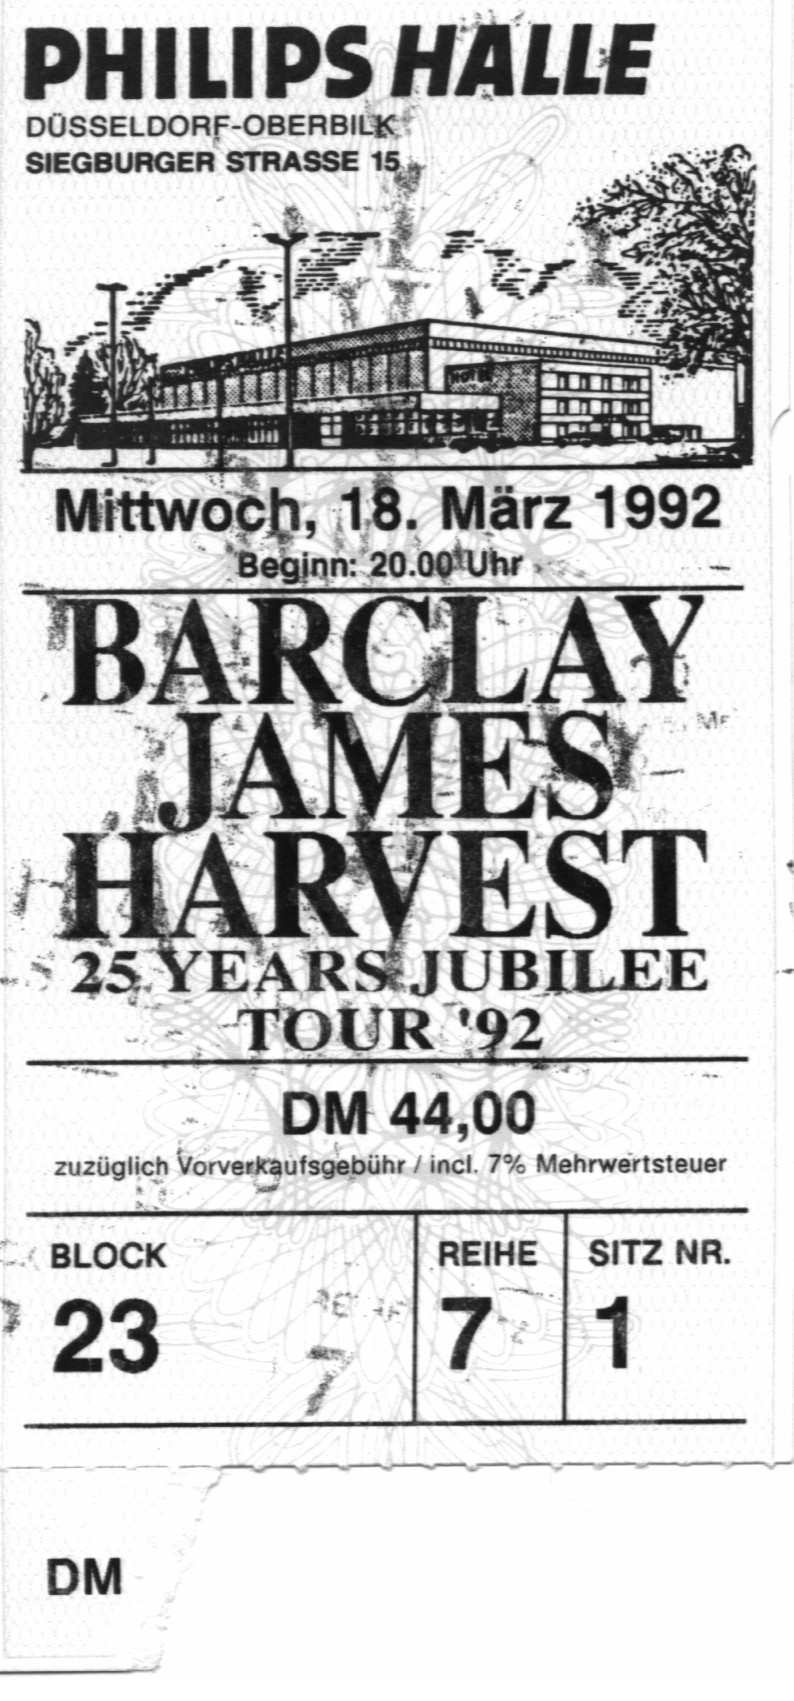 PHILIPS HALLE
DÜSSELDORF-OBERBILK
SIEGBURGER STRASSE 15
Mittwoch, 18. März 1992
Beginn: 20.00 Uhr
BARCLAY
JAMES
HARVEST
25 YEARS JUBILEE
TOUR '92
DM 44,00
zuzüglich Vorverkaufsgebühr / incl. 7% Mehrwertsteuer
BLOCK REIHE SITZ NR.
23 7 1
7
DM